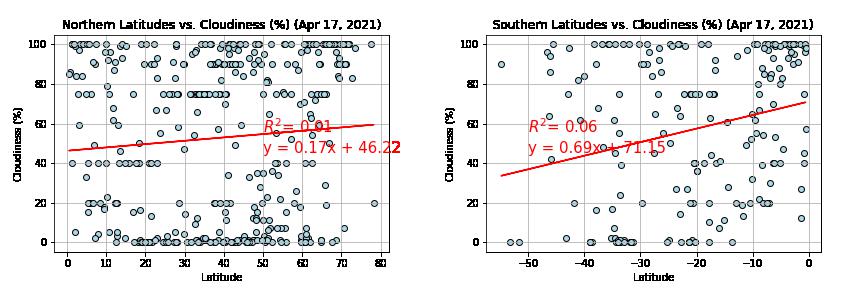 Northern Latitudes vs. Cloudiness (%) (Apr 17, 2021)
Cloudiness (%)
100
80
60
40
20
0
R²= 0.01
y = 0.17x + 46.22
0 10 20 30 40 50 60 70 80
Latitude
Southern Latitudes vs. Cloudiness (%) (Apr 17, 2021)
Cloudiness (%)
100
80
60
40
20
0
R²= 0.06
y = 0.69x + 71.15
−50 −40 −30 −20 −10 0
Latitude